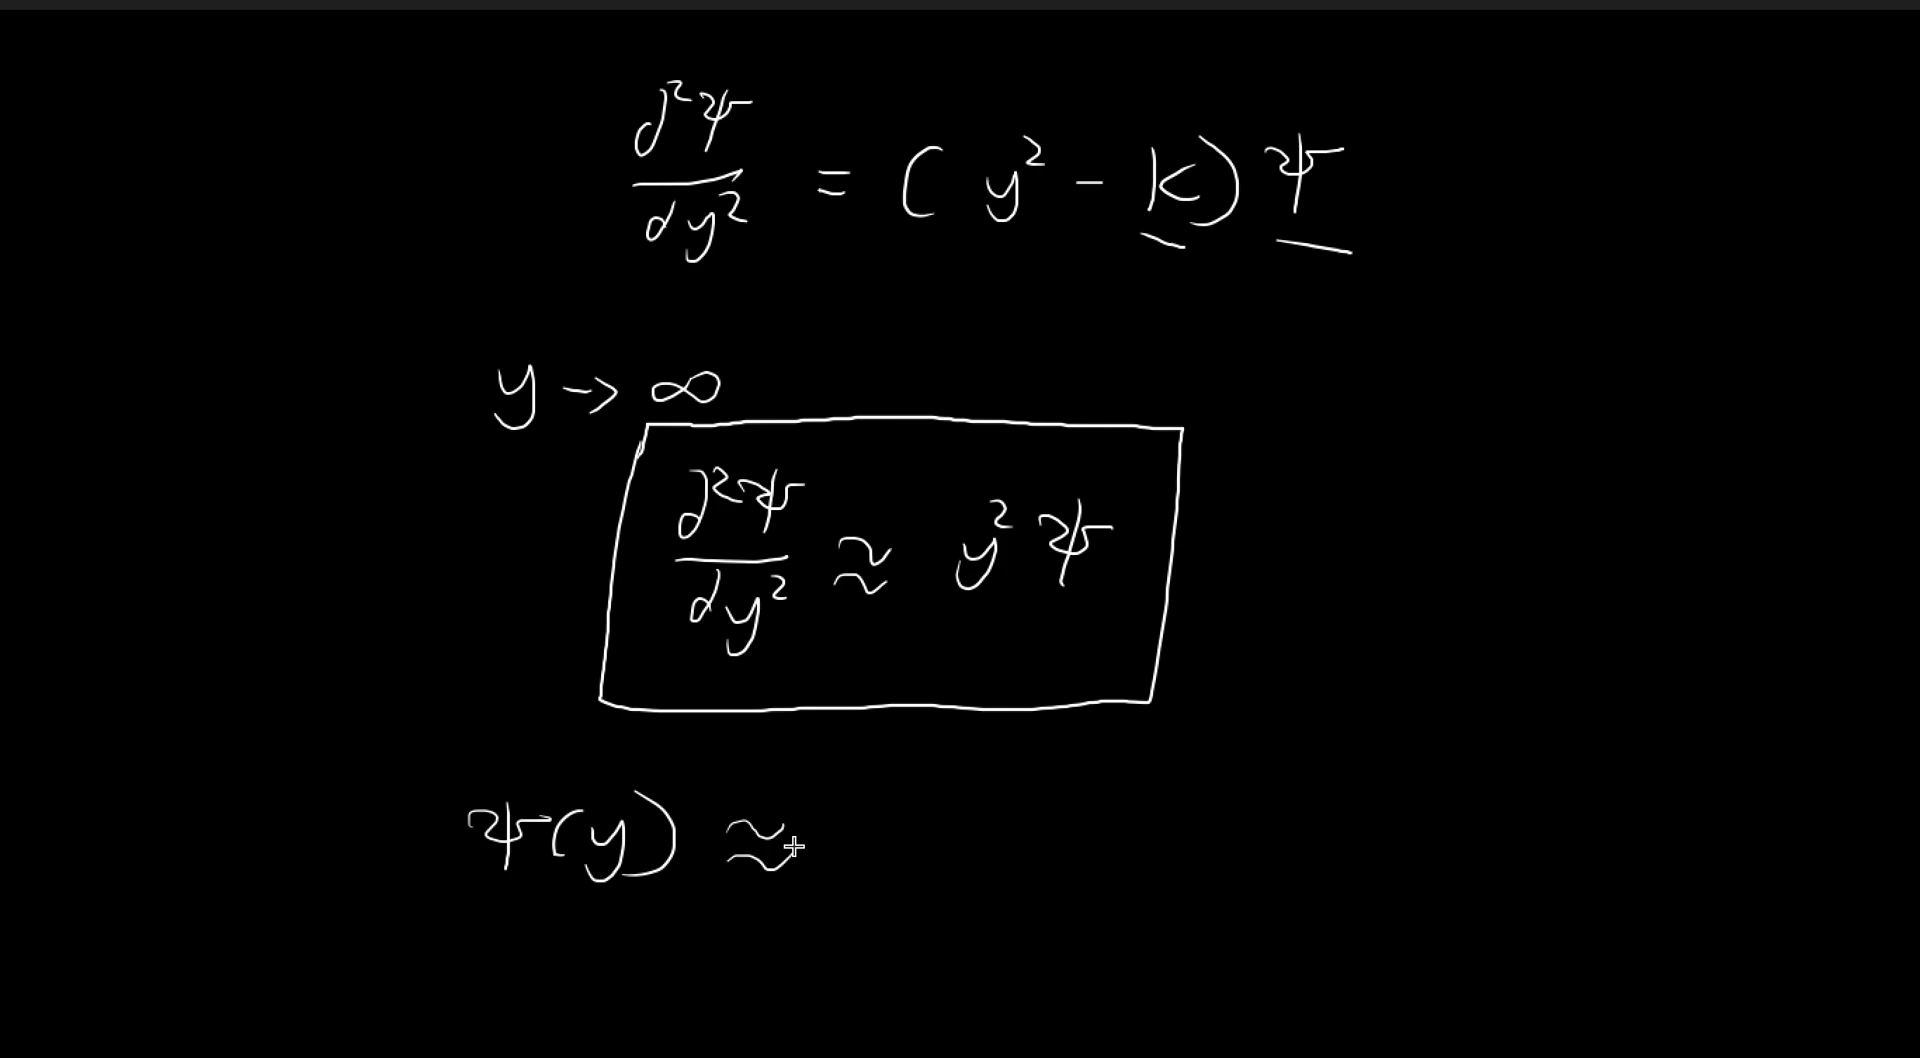 d²ψ/dy² = (y² - k)ψ
y → ∞
d²ψ/dy² ≈ y²ψ
ψ(y) ≈